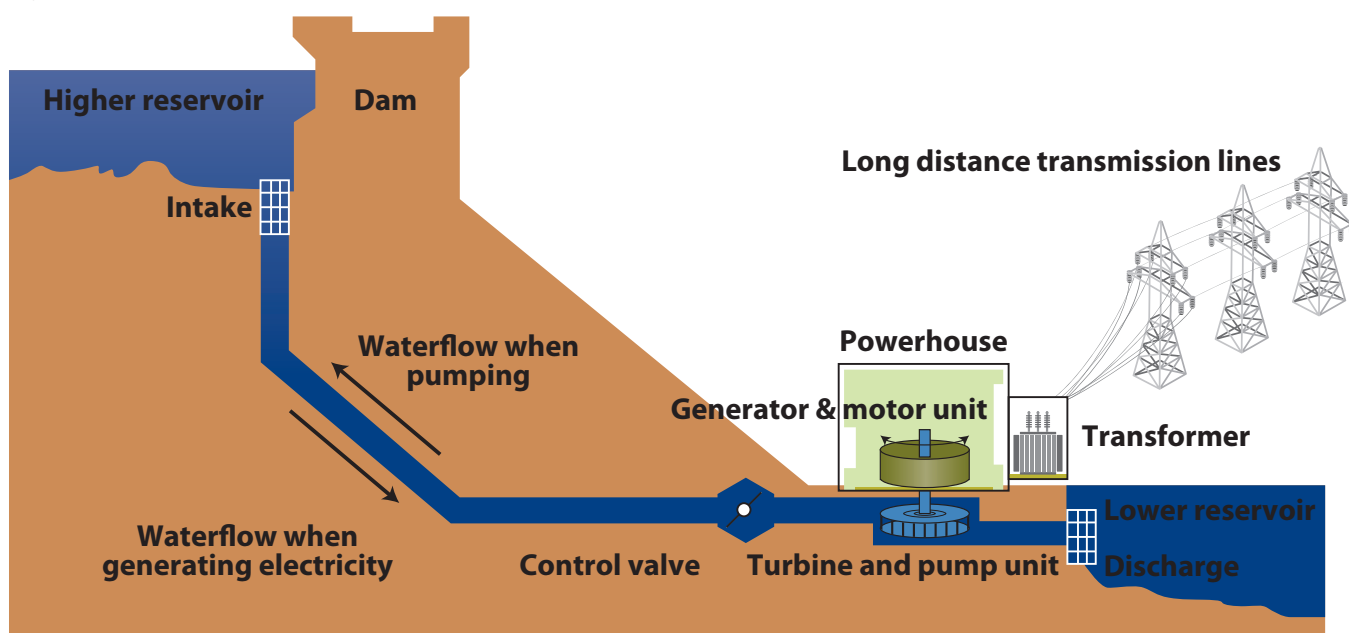 Higher reservoir
Dam
Long distance transmission lines
Intake
Waterflow when
pumping
Powerhouse
Generator & motor unit
Transformer
Waterflow when
generating electricity
Control valve
Turbine and pump unit
Lower reservoir
Discharge